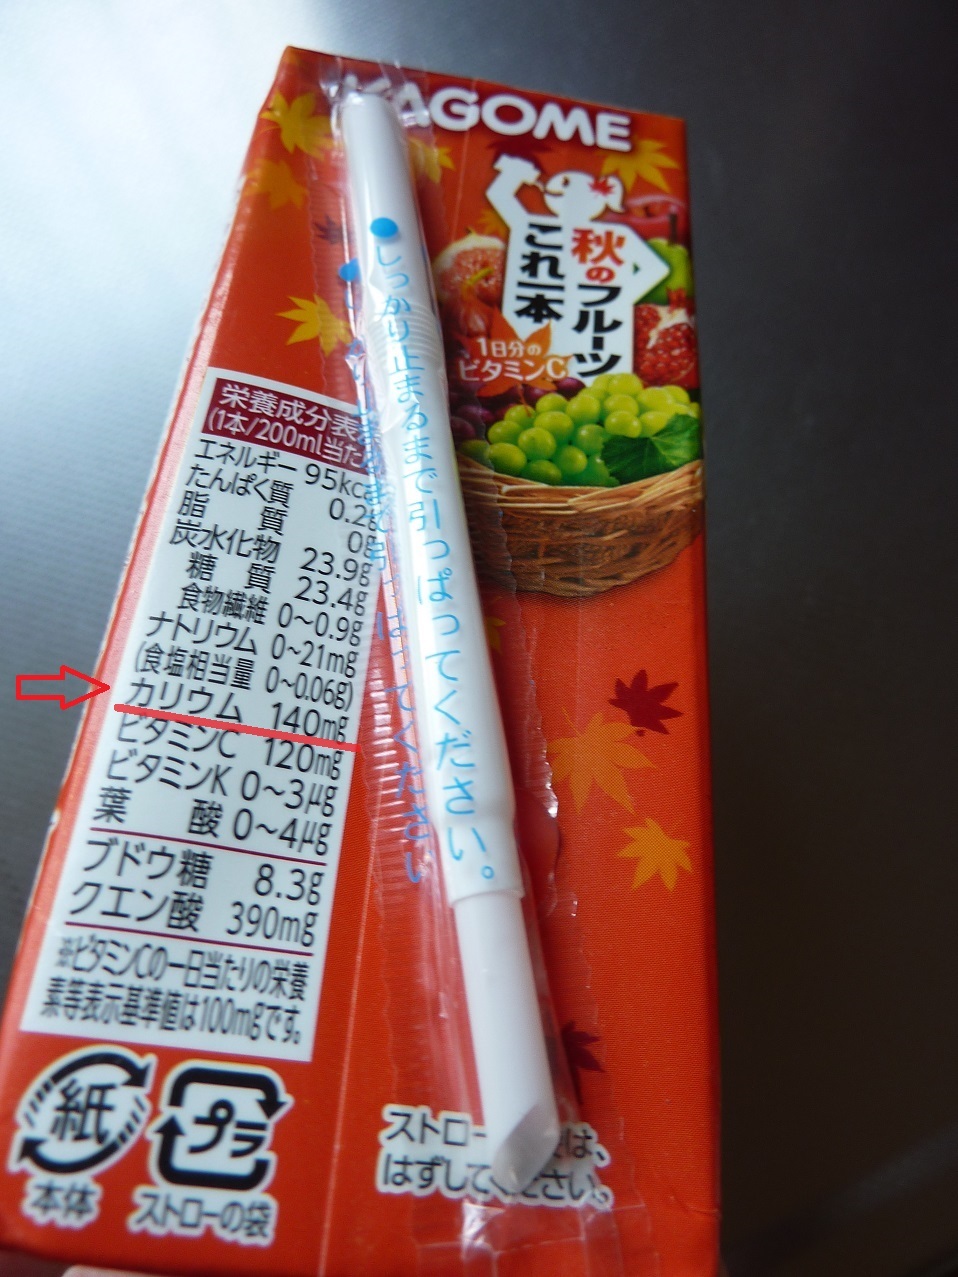 KAGOME
秋のフルーツ
これ一本
1日分の
ビタミンC
●しっかり止まるまで引っぱってください。
栄養成分表
(1本/200ml当た
エネルギー 95kc
たんぱく質 0.2g
脂質 0g
炭水化物 23.9g
糖質 23.4g
食物繊維 0~0.9g
ナトリウム 0~21mg
(食塩相当量 0~0.06g)
カリウム 140mg
ビタミンC 120mg
ビタミンK 0~3μg
葉酸 0~4μg
ブドウ糖 8.3g
クエン酸 390mg
※ビタミンCの一日当たりの栄養
素等表示基準値は100mgです。
紙
本体
プラ
ストローの袋
ストロー は、
はずしてください。